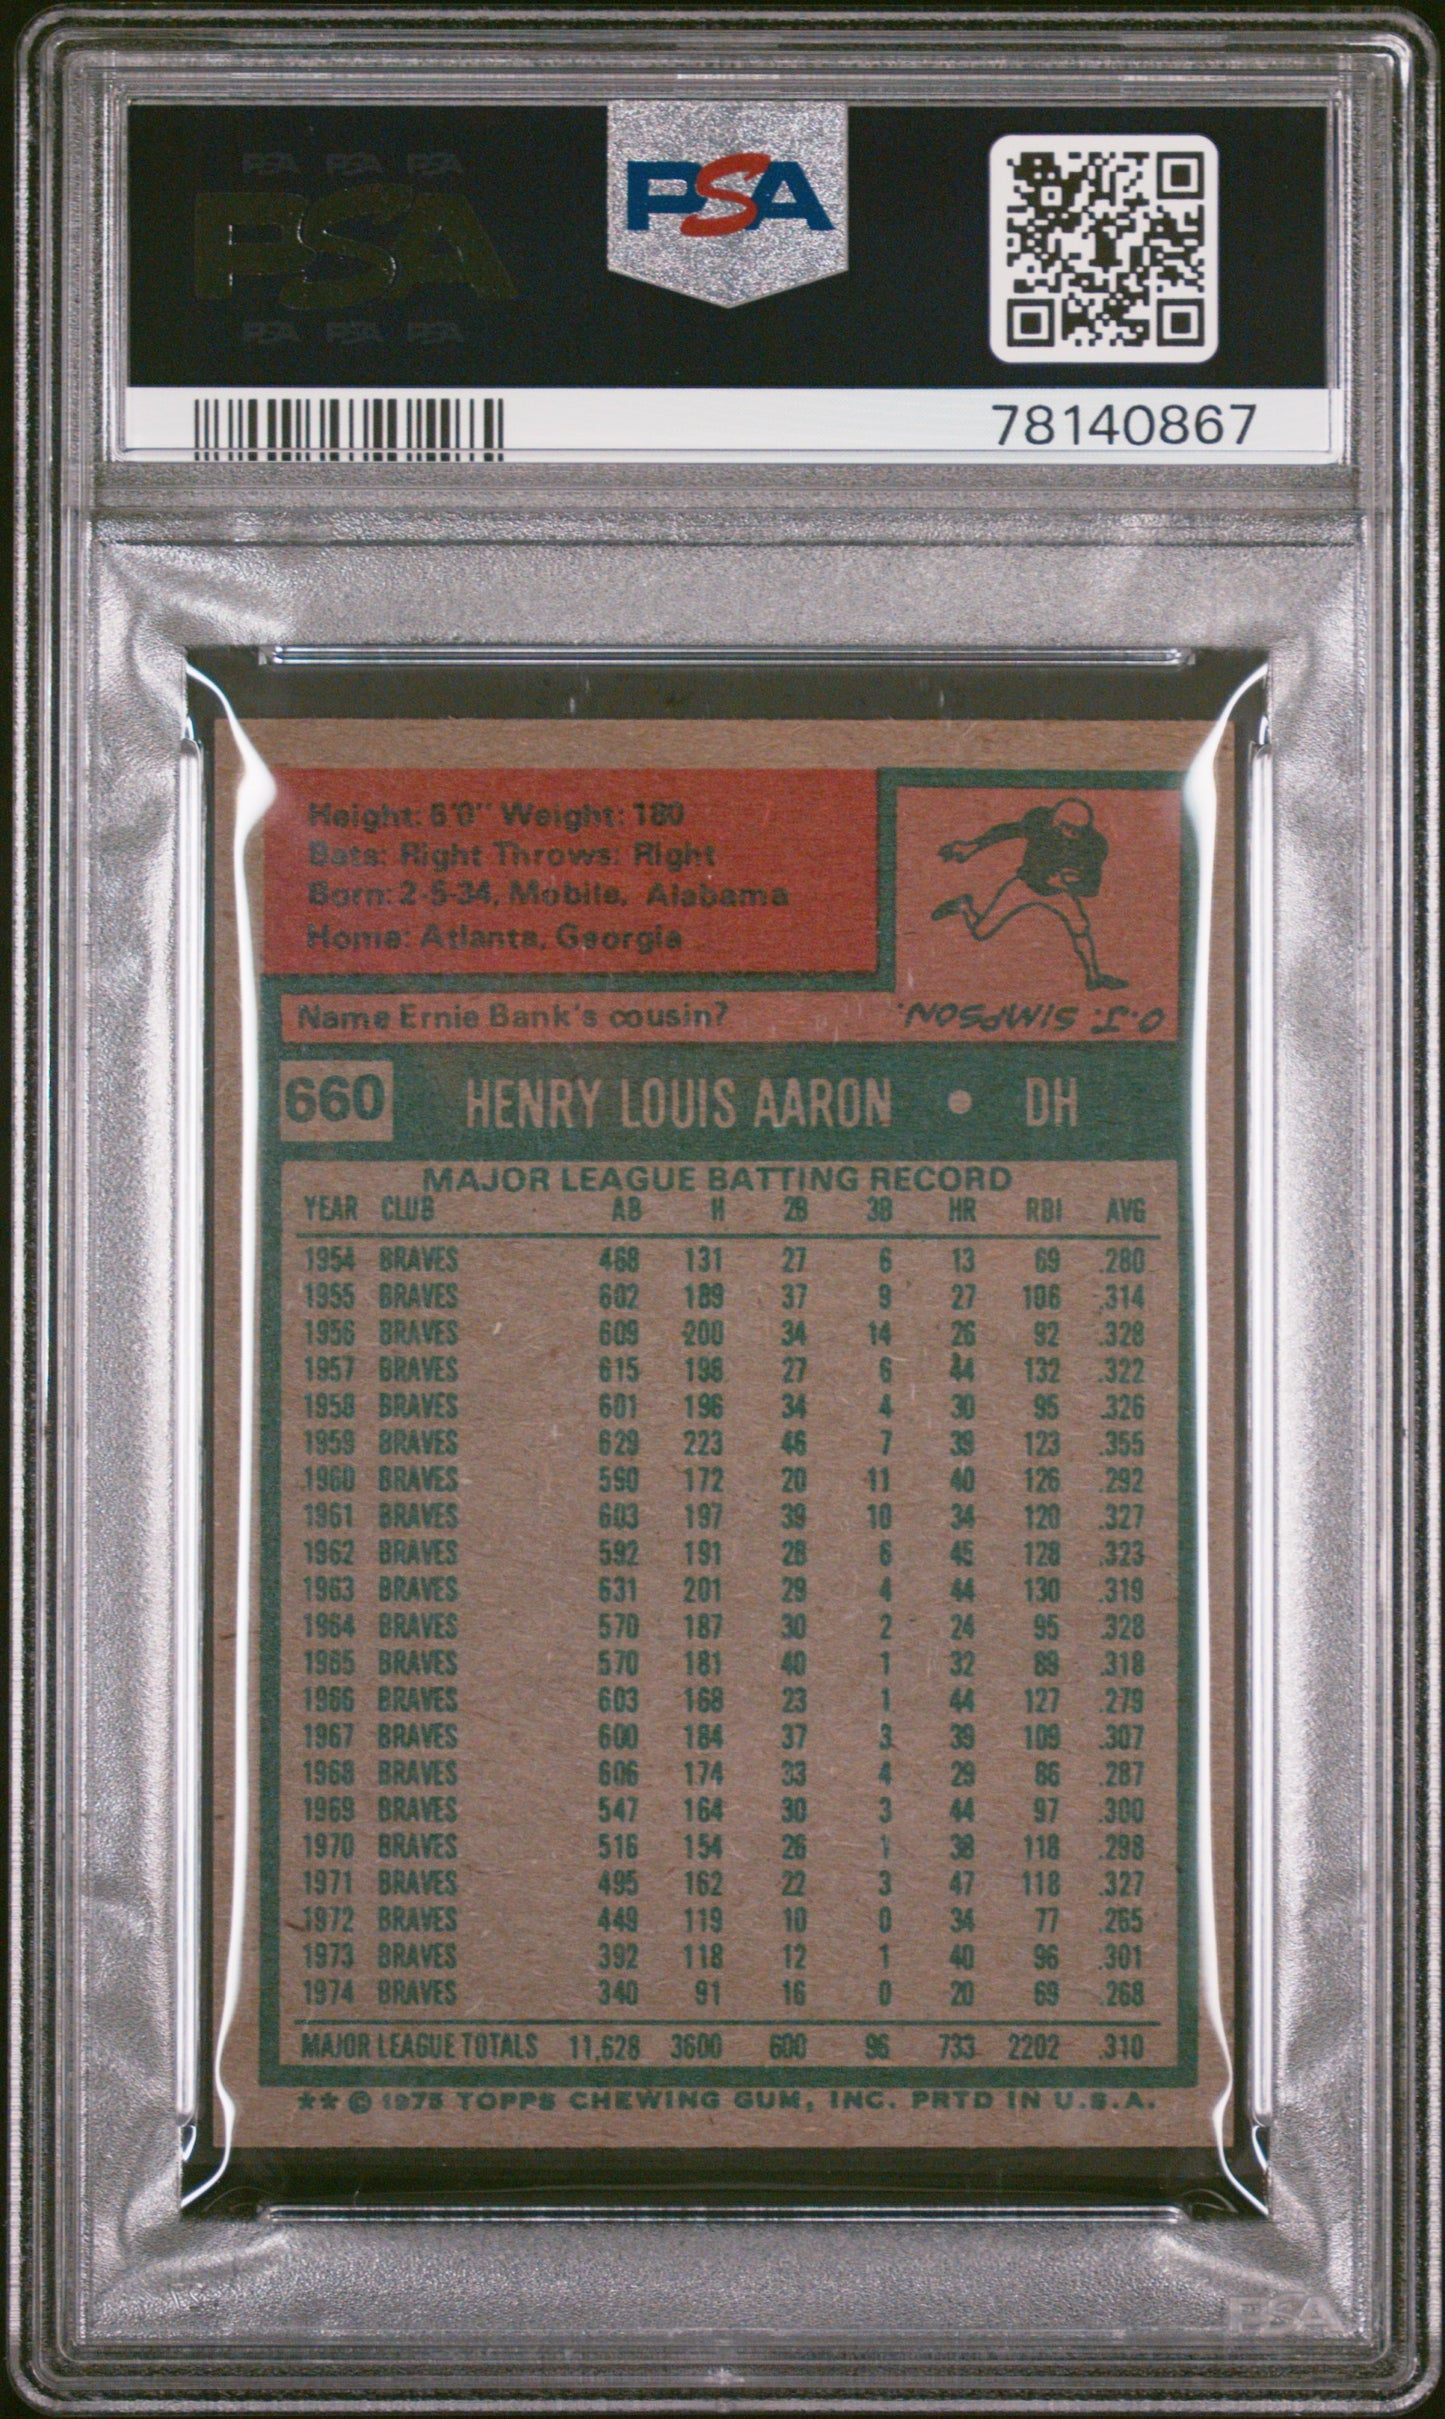 PSA PSA PSA
PSA
PSA PSA PSA
PSA
78140867
Height: 6'0" Weight: 180
Bats: Right Throws: Right
Born: 2-5-34, Mobile, Alabama
Home: Atlanta, Georgia
Name Ernie Bank's cousin?
O.J. SIMPSON.
660 HENRY LOUIS AARON • DH
MAJOR LEAGUE BATTING RECORD
YEAR CLUB AB H 2B 3B HR RBI AVG
1954 BRAVES 468 131 27 6 13 69 .280
1955 BRAVES 602 189 37 9 27 106 .314
1956 BRAVES 609 200 34 14 26 92 .328
1957 BRAVES 615 198 27 6 44 132 .322
1958 BRAVES 601 196 34 4 30 95 .326
1959 BRAVES 629 223 46 7 39 123 .355
1960 BRAVES 590 172 20 11 40 126 .292
1961 BRAVES 603 197 39 10 34 120 .327
1962 BRAVES 592 191 28 6 45 128 .323
1963 BRAVES 631 201 29 4 44 130 .319
1964 BRAVES 570 187 30 2 24 95 .328
1965 BRAVES 570 181 40 1 32 89 .318
1966 BRAVES 603 168 23 1 44 127 .279
1967 BRAVES 600 184 37 3 39 109 .307
1968 BRAVES 606 174 33 4 29 86 .287
1969 BRAVES 547 164 30 3 44 97 .300
1970 BRAVES 516 154 26 1 38 118 .298
1971 BRAVES 495 162 22 3 47 118 .327
1972 BRAVES 449 119 10 0 34 77 .265
1973 BRAVES 392 118 12 1 40 96 .301
1974 BRAVES 340 91 16 0 20 69 .268
MAJOR LEAGUE TOTALS 11,628 3600 600 96 733 2202 .310
** © 1975 TOPPS CHEWING GUM, INC. PRTD IN U.S.A.
PSA